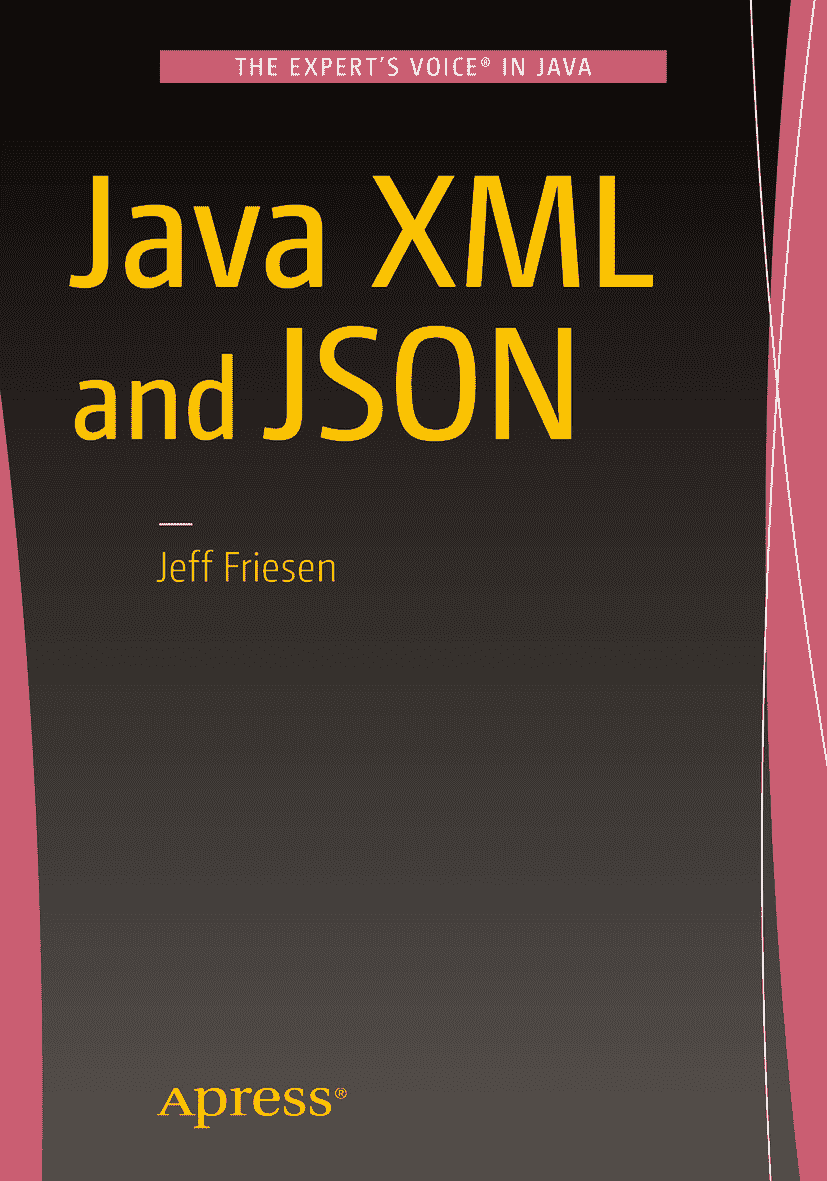 THE EXPERT'S VOICE® IN JAVA
Java XML
and JSON
Jeff Friesen
Apress®